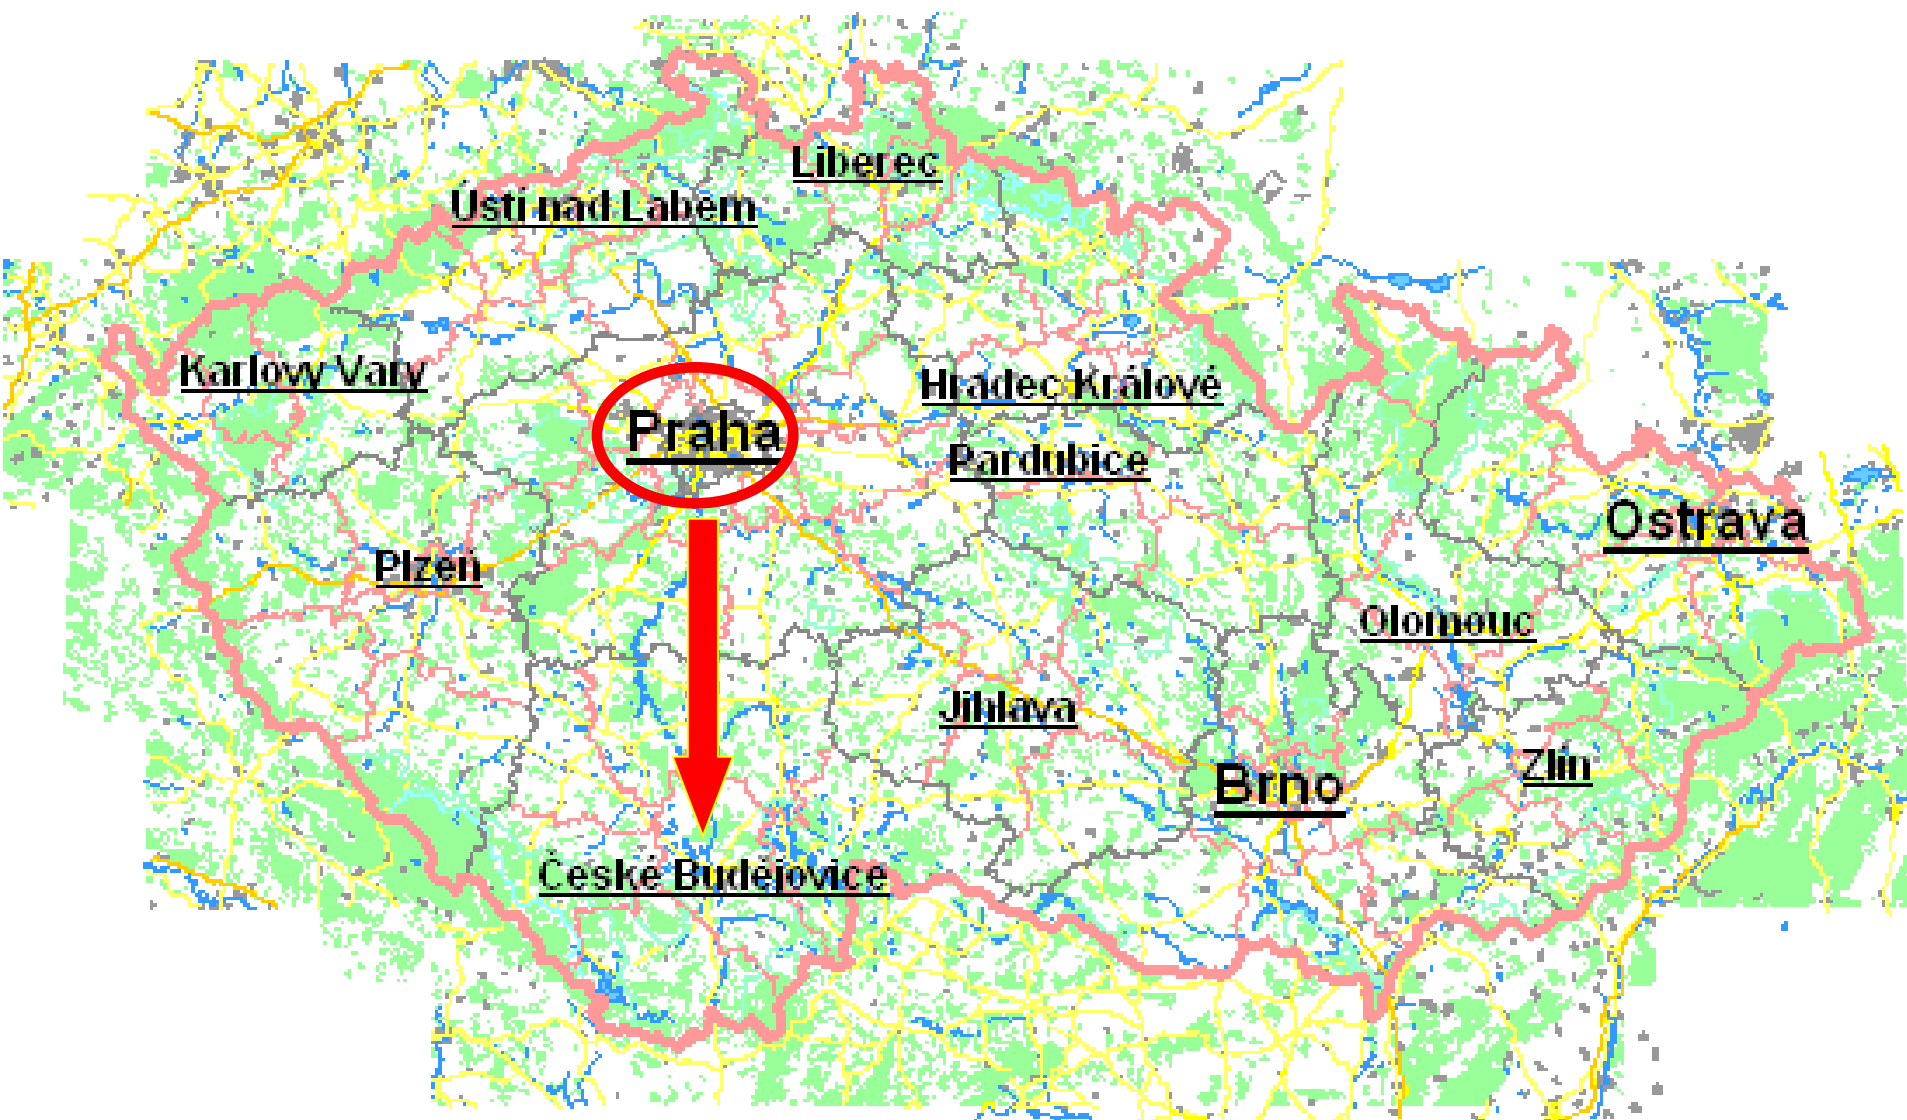 Liberec
Ústí nad Labem
Karlovy Vary
Hradec Králové
Praha
Pardubice
Ostrava
Plzeň
Olomouc
Jihlava
Zlín
Brno
České Budějovice